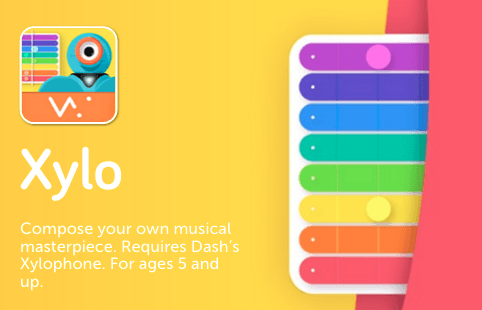 Xylo
Compose your own musical
masterpiece. Requires Dash's
Xylophone. For ages 5 and
up.